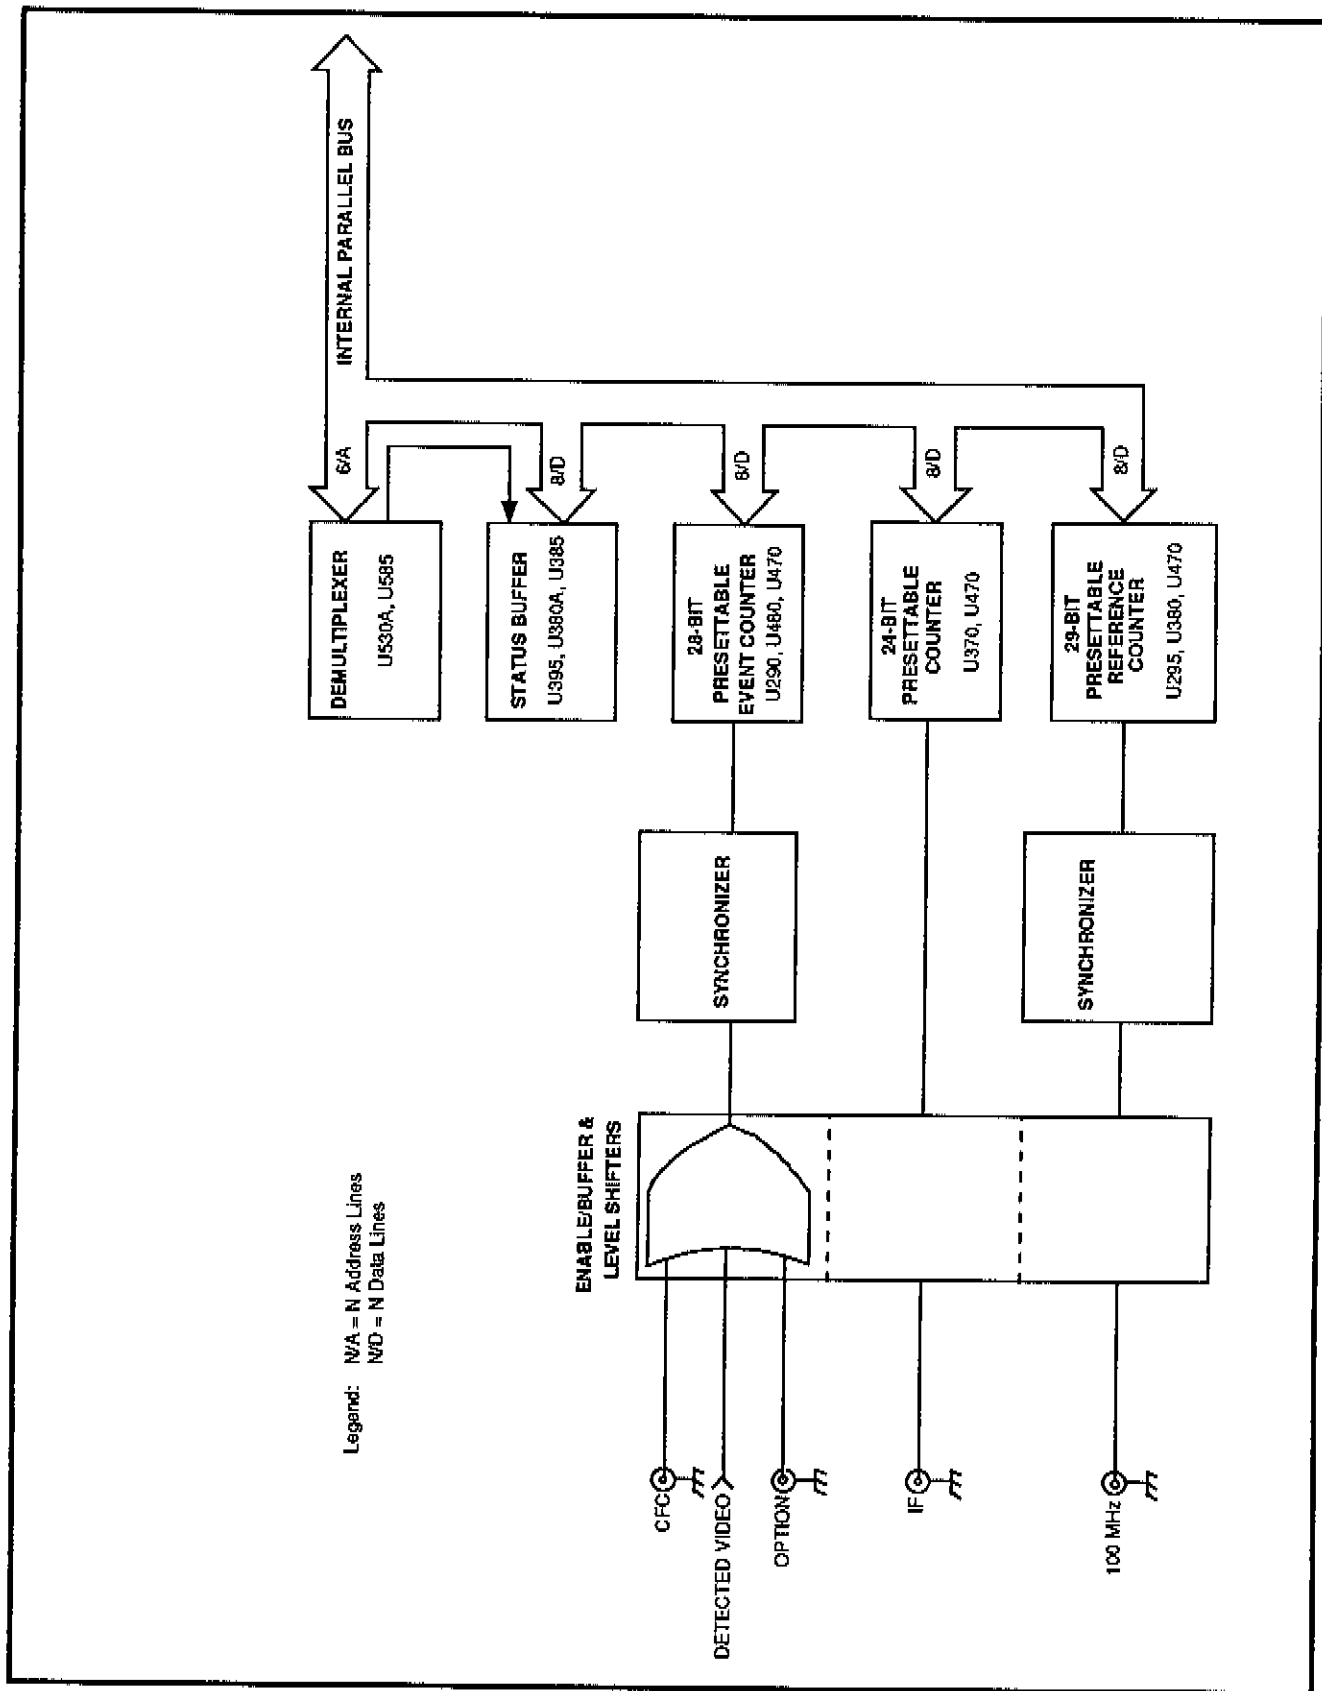 Legend: N/A = N Address Lines
N/D = N Data Lines
INTERNAL PARALLEL BUS
6/A
DEMULTIPLEXER
U530A, U585
8/D
STATUS BUFFER
U395, U380A, U385
ENABLE/BUFFER &
LEVEL SHIFTERS
CFC
DETECTED VIDEO
OPTION
SYNCHRONIZER
28-BIT
PRESETTABLE
EVENT COUNTER
U290, U480, U470
8/D
IF
24-BIT
PRESETTABLE
COUNTER
U370, U470
8/D
100 MHz
SYNCHRONIZER
29-BIT
PRESETTABLE
REFERENCE
COUNTER
U295, U380, U470
8/D